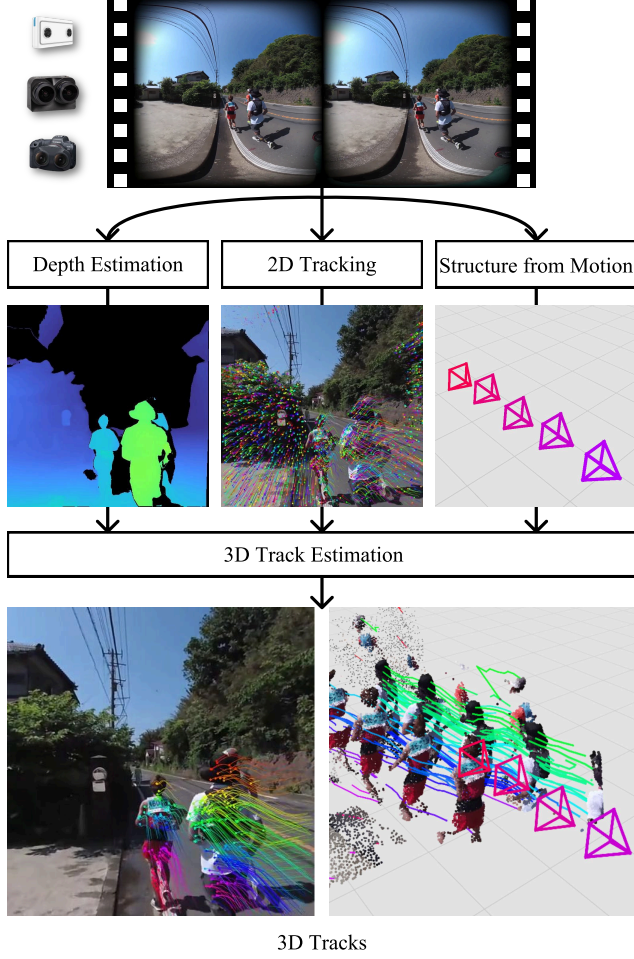 Depth Estimation
2D Tracking
Structure from Motion
3D Track Estimation
3D Tracks